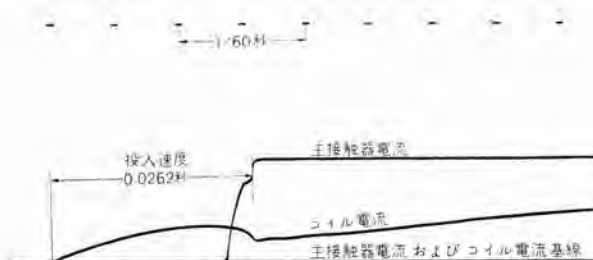 1/60秒
投入速度
0.0262秒
主接触器電流
コイル電流
主接触器電流およびコイル電流基線